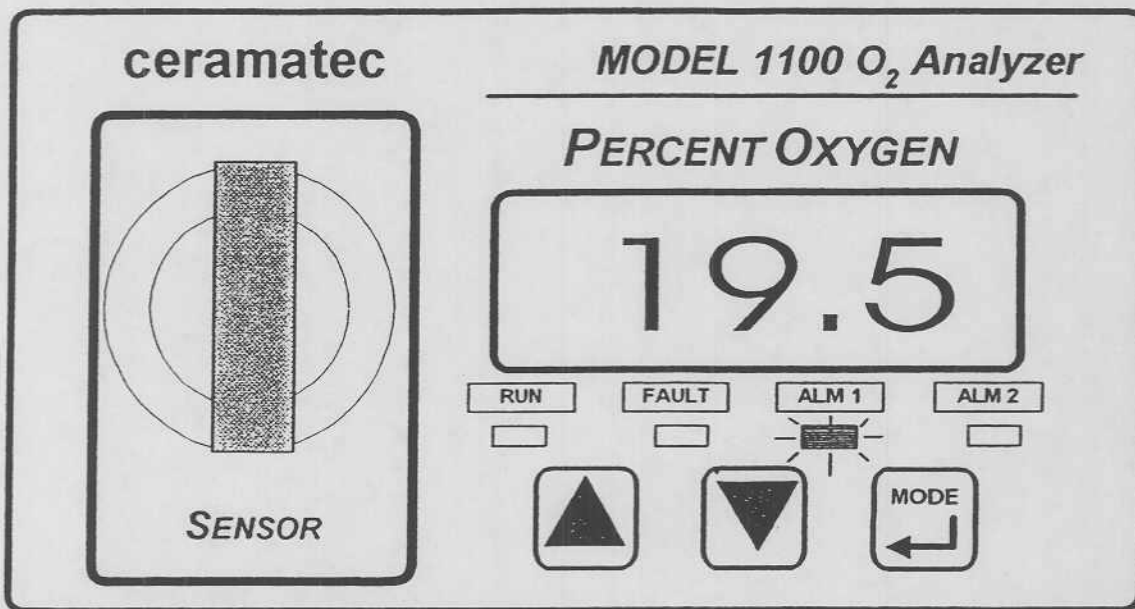 ceramatec
MODEL 1100 O₂ Analyzer
PERCENT OXYGEN
19.5
RUN FAULT ALM 1 ALM 2
MODE
SENSOR